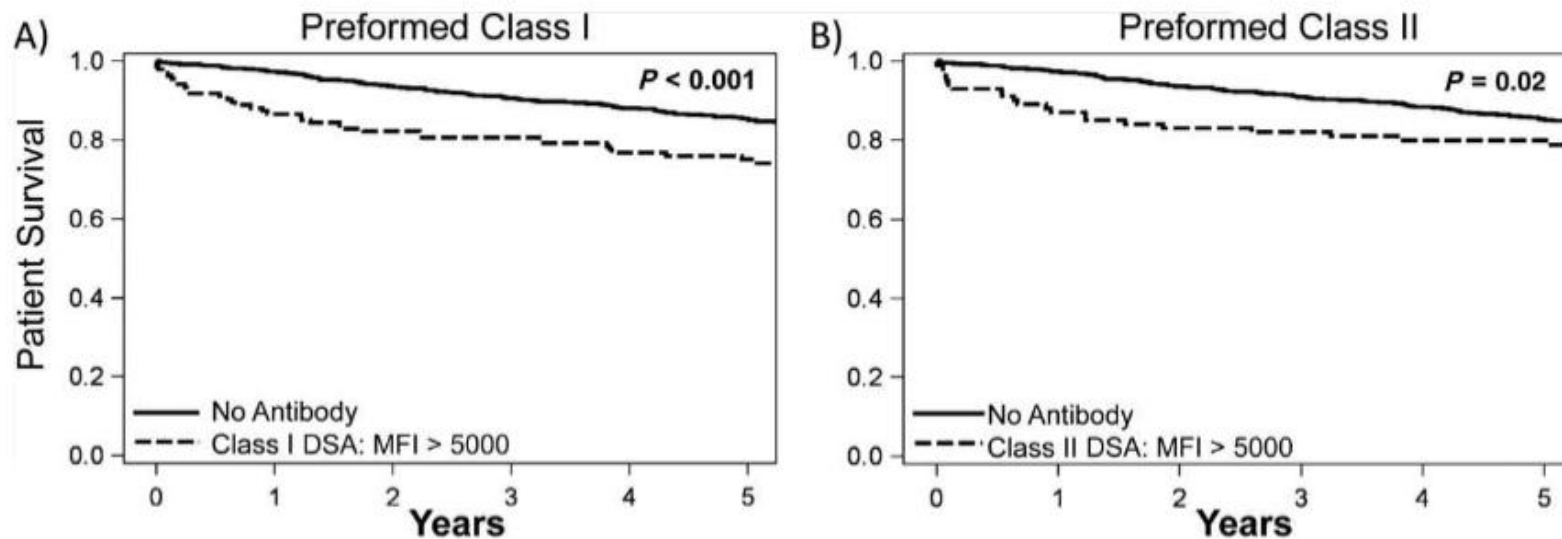 A)
Preformed Class I
P < 0.001
Patient Survival
1.0
0.8
0.6
0.4
0.2
0.0
No Antibody
Class I DSA: MFI > 5000
0 1 2 3 4 5
Years
B)
Preformed Class II
P = 0.02
1.0
0.8
0.6
0.4
0.2
0.0
No Antibody
Class II DSA: MFI > 5000
0 1 2 3 4 5
Years